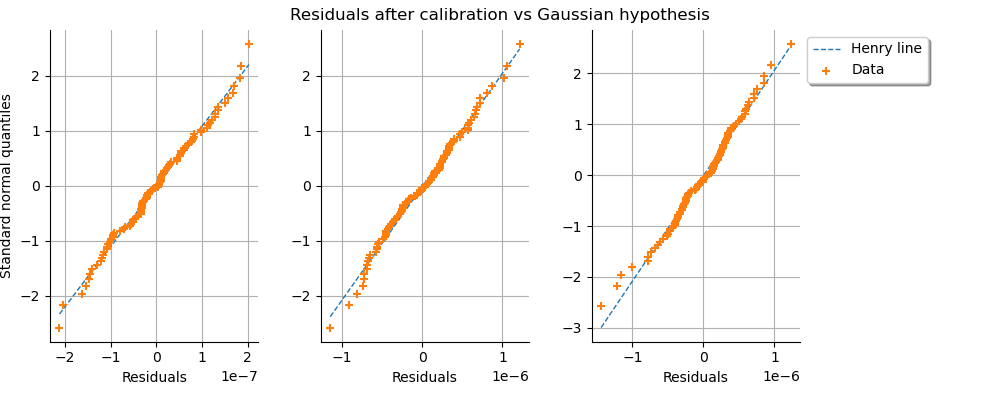 Residuals after calibration vs Gaussian hypothesis
Standard normal quantiles
2
1
0
−1
−2
−2 −1 0 1 2
1e−7
Residuals
2
1
0
−1
−2
−1 0 1
1e−6
Residuals
2
1
0
−1
−2
−3
−1 0 1
1e−6
Residuals
Henry line
Data